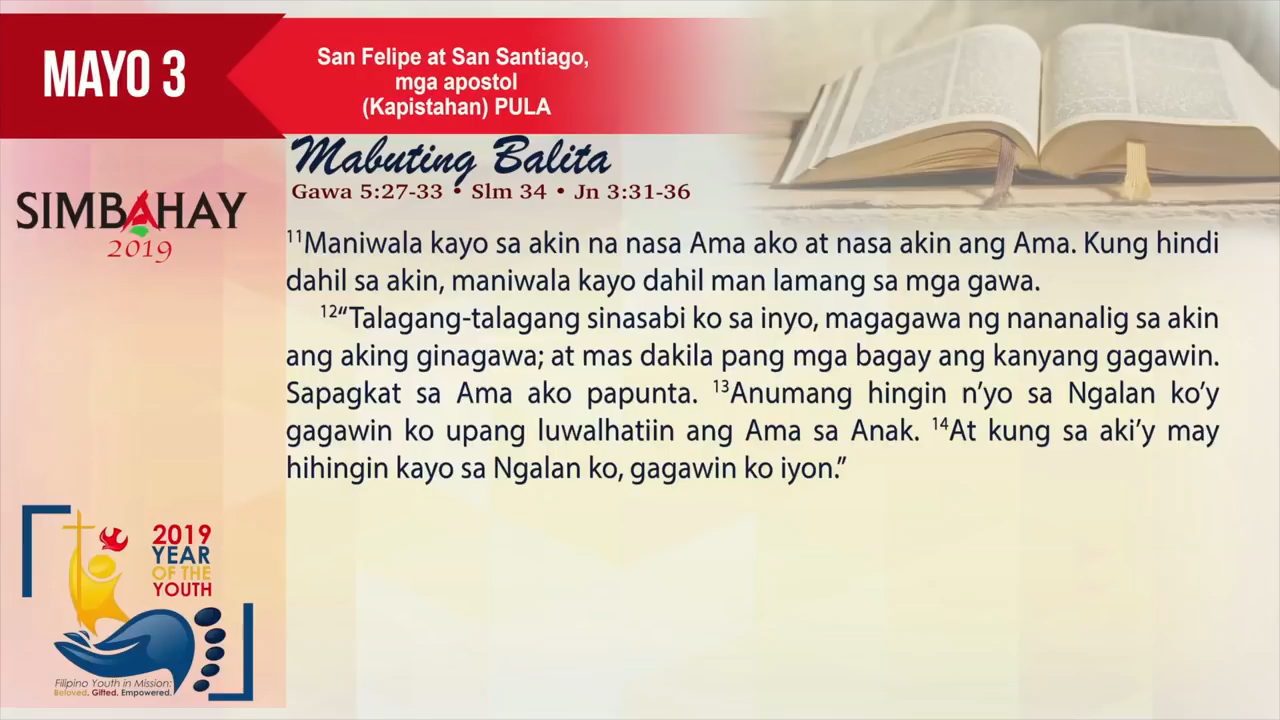 MAYO 3
San Felipe at San Santiago,
mga apostol
(Kapistahan) PULA
Mabuting Balita
Gawa 5:27-33 • Slm 34 • Jn 3:31-36
SIMBAHAY
2019
¹¹Maniwala kayo sa akin na nasa Ama ako at nasa akin ang Ama. Kung hindi
dahil sa akin, maniwala kayo dahil man lamang sa mga gawa.
¹²“Talagang-talagang sinasabi ko sa inyo, magagawa ng nananalig sa akin
ang aking ginagawa; at mas dakila pang mga bagay ang kanyang gagawin.
Sapagkat sa Ama ako papunta. ¹³Anumang hingin n’yo sa Ngalan ko’y
gagawin ko upang luwalhatiin ang Ama sa Anak. ¹⁴At kung sa aki’y may
hihingin kayo sa Ngalan ko, gagawin ko iyon.”
2019
YEAR
OF THE
YOUTH
Filipino Youth in Mission:
Beloved. Gifted. Empowered.